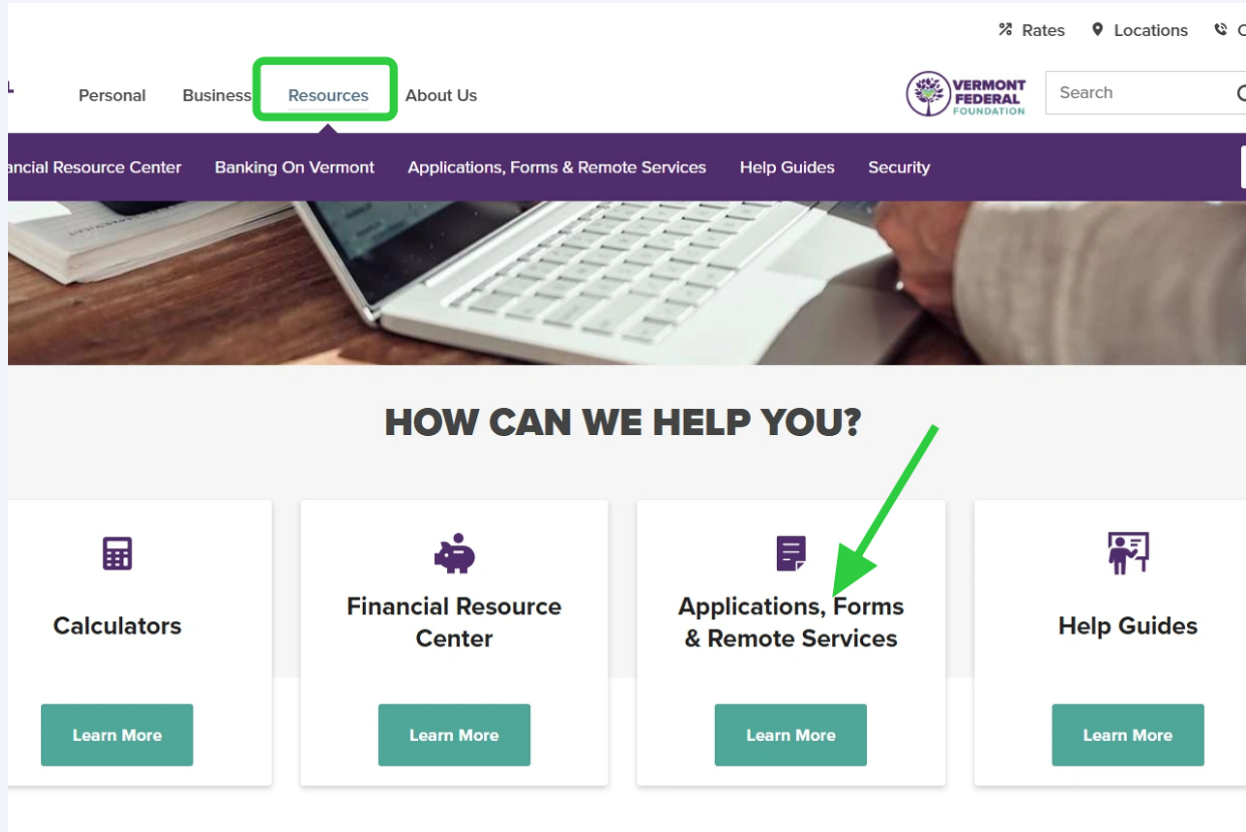 Rates Locations
Personal Business Resources About Us
VERMONT
FEDERAL
FOUNDATION
Search
Resource Center Banking On Vermont Applications, Forms & Remote Services Help Guides Security
HOW CAN WE HELP YOU?
Calculators
Financial Resource
Center
Applications, Forms
& Remote Services
Help Guides
Learn More Learn More Learn More Learn More